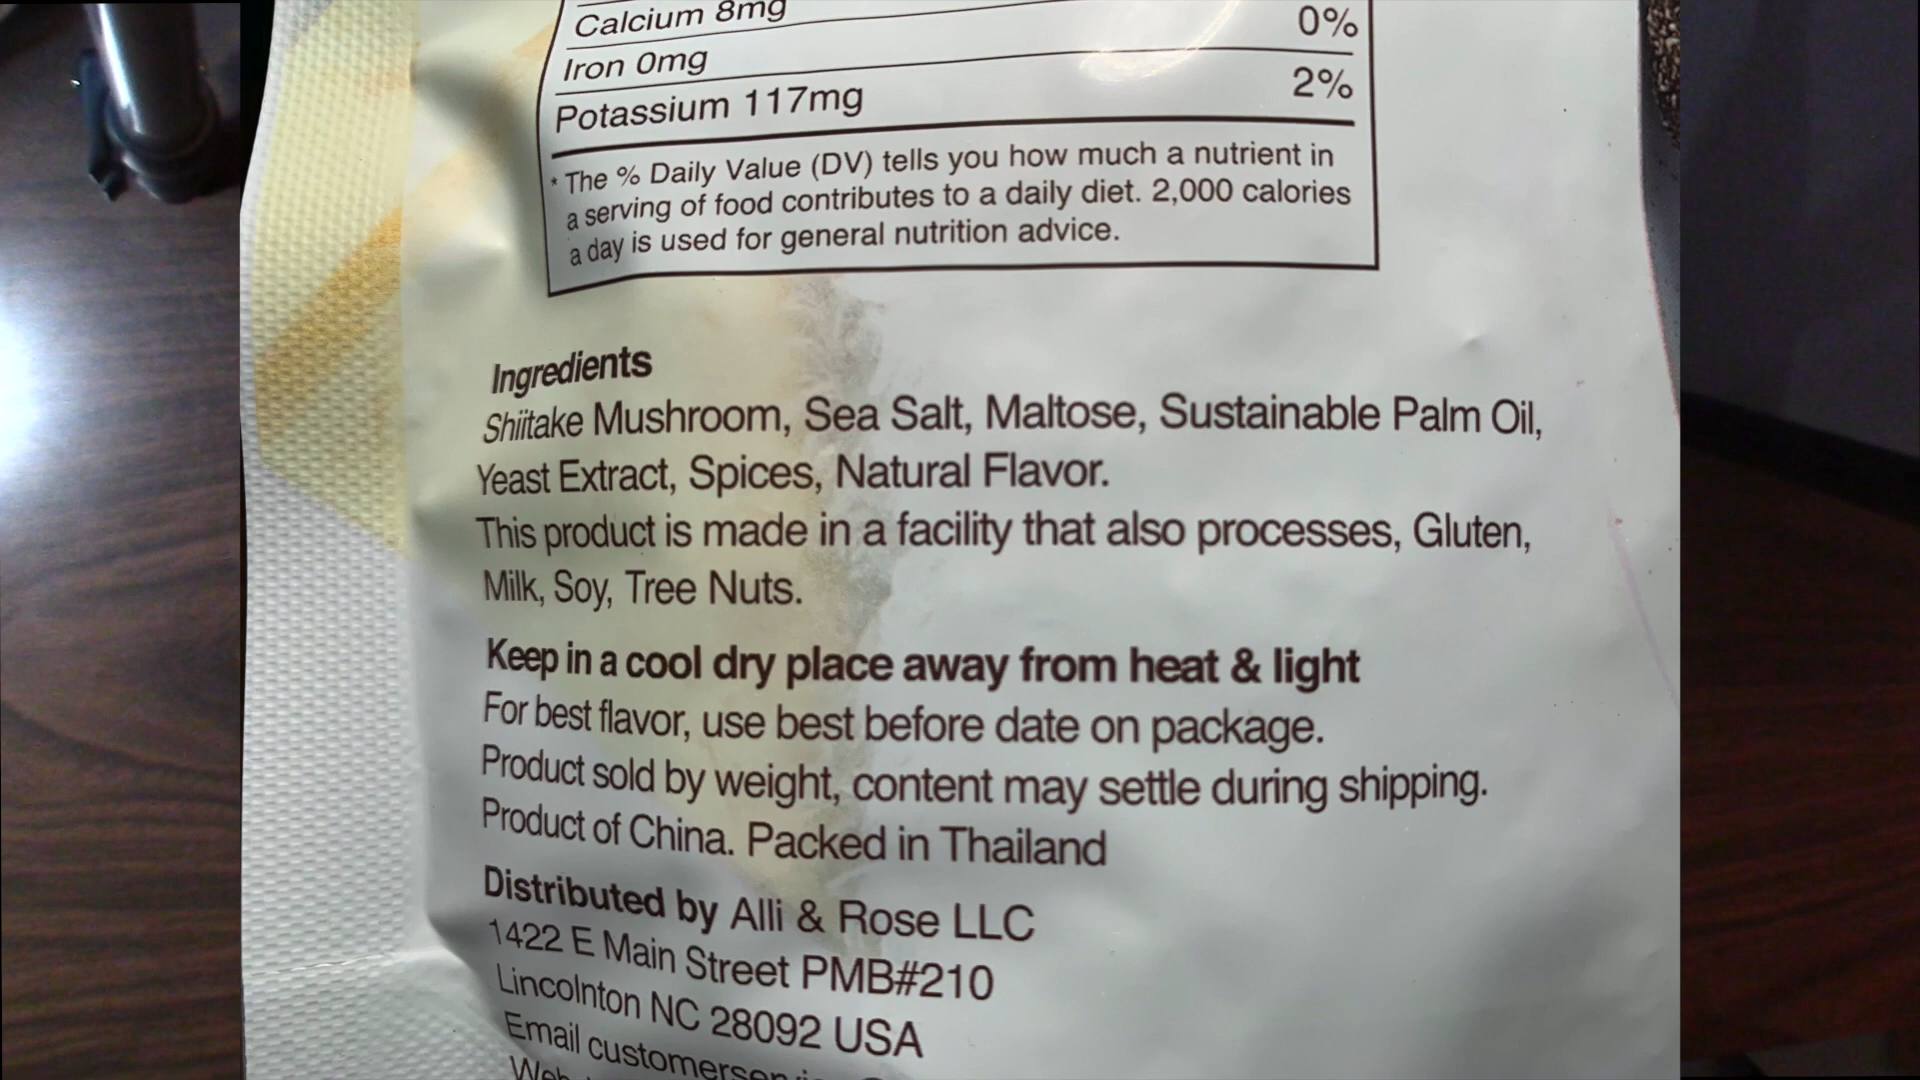 Calcium 8mg
0%
Iron 0mg
Potassium 117mg 2%
* The % Daily Value (DV) tells you how much a nutrient in
a serving of food contributes to a daily diet. 2,000 calories
a day is used for general nutrition advice.
Ingredients
Shiitake Mushroom, Sea Salt, Maltose, Sustainable Palm Oil,
Yeast Extract, Spices, Natural Flavor.
This product is made in a facility that also processes, Gluten,
Milk, Soy, Tree Nuts.
Keep in a cool dry place away from heat & light
For best flavor, use best before date on package.
Product sold by weight, content may settle during shipping.
Product of China. Packed in Thailand
Distributed by Alli & Rose LLC
1422 E Main Street PMB#210
Lincolnton NC 28092 USA
Email